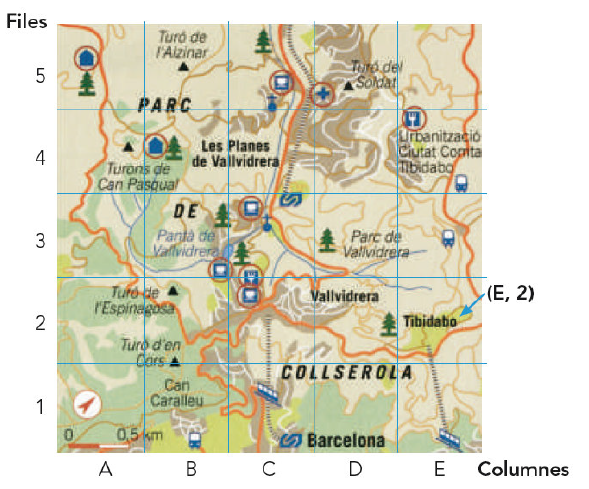 Files
5
Turó de
l'Alzinar
Turó del
Soldat
PARC
4
Les Planes
de Vallvidrera
Urbanització
Ciutat Comta
Tibidabo
Turons de
Can Pasqual
3
DE
Pantà de
Vallvidrera
Parc de
Vallvidrera
2
Turó de
l'Espinagosa
Vallvidrera
Tibidabo
(E, 2)
Turó d'en
Cors
1
COLLSEROLA
Can
Caralleu
0 0,5 km
Barcelona
A B C D E Columnes